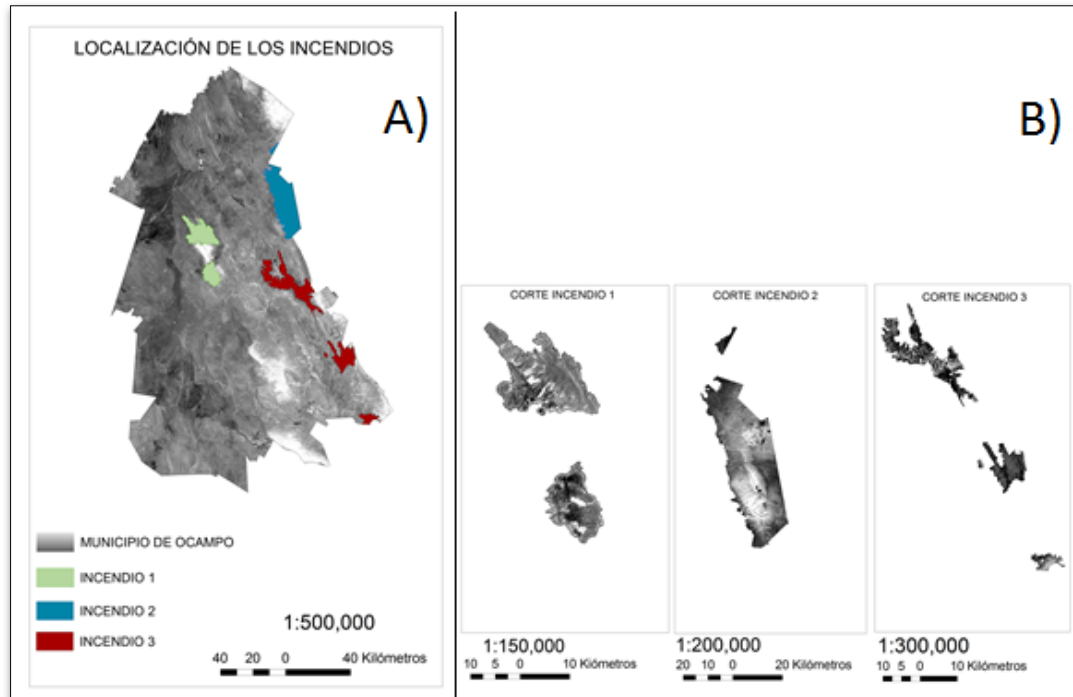 LOCALIZACIÓN DE LOS INCENDIOS
A)
MUNICIPIO DE OCAMPO
INCENDIO 1
INCENDIO 2
INCENDIO 3
1:500,000
40 20 0 40 Kilómetros
B)
CORTE INCENDIO 1
CORTE INCENDIO 2
CORTE INCENDIO 3
1:150,000
10 5 0 10 Kilómetros
1:200,000
20 10 0 20 Kilómetros
1:300,000
10 5 0 10 Kilómetros